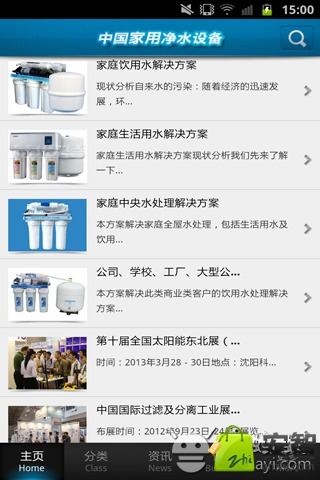 15:00
中国家用净水设备
家庭饮用水解决方案
现状分析自来水的污染：随着经济的迅速发
展，环...
家庭生活用水解决方案
家庭生活用水解决方案现状分析我们先来了解
一下...
家庭中央水处理解决方案
本方案解决家庭全屋水处理，包括生活用水及
饮用...
公司、学校、工厂、大型公...
本方案解决此类商业类客户的饮用水处理解决
方案...
第十届全国太阳能东北展（...
时间：2013年3月28 - 30日地点：沈阳科...
中国国际过滤及分离工业展...
布展时间：2012年9月23日-24日 展览...
主页
Home
分类
Class
资讯
News
安智